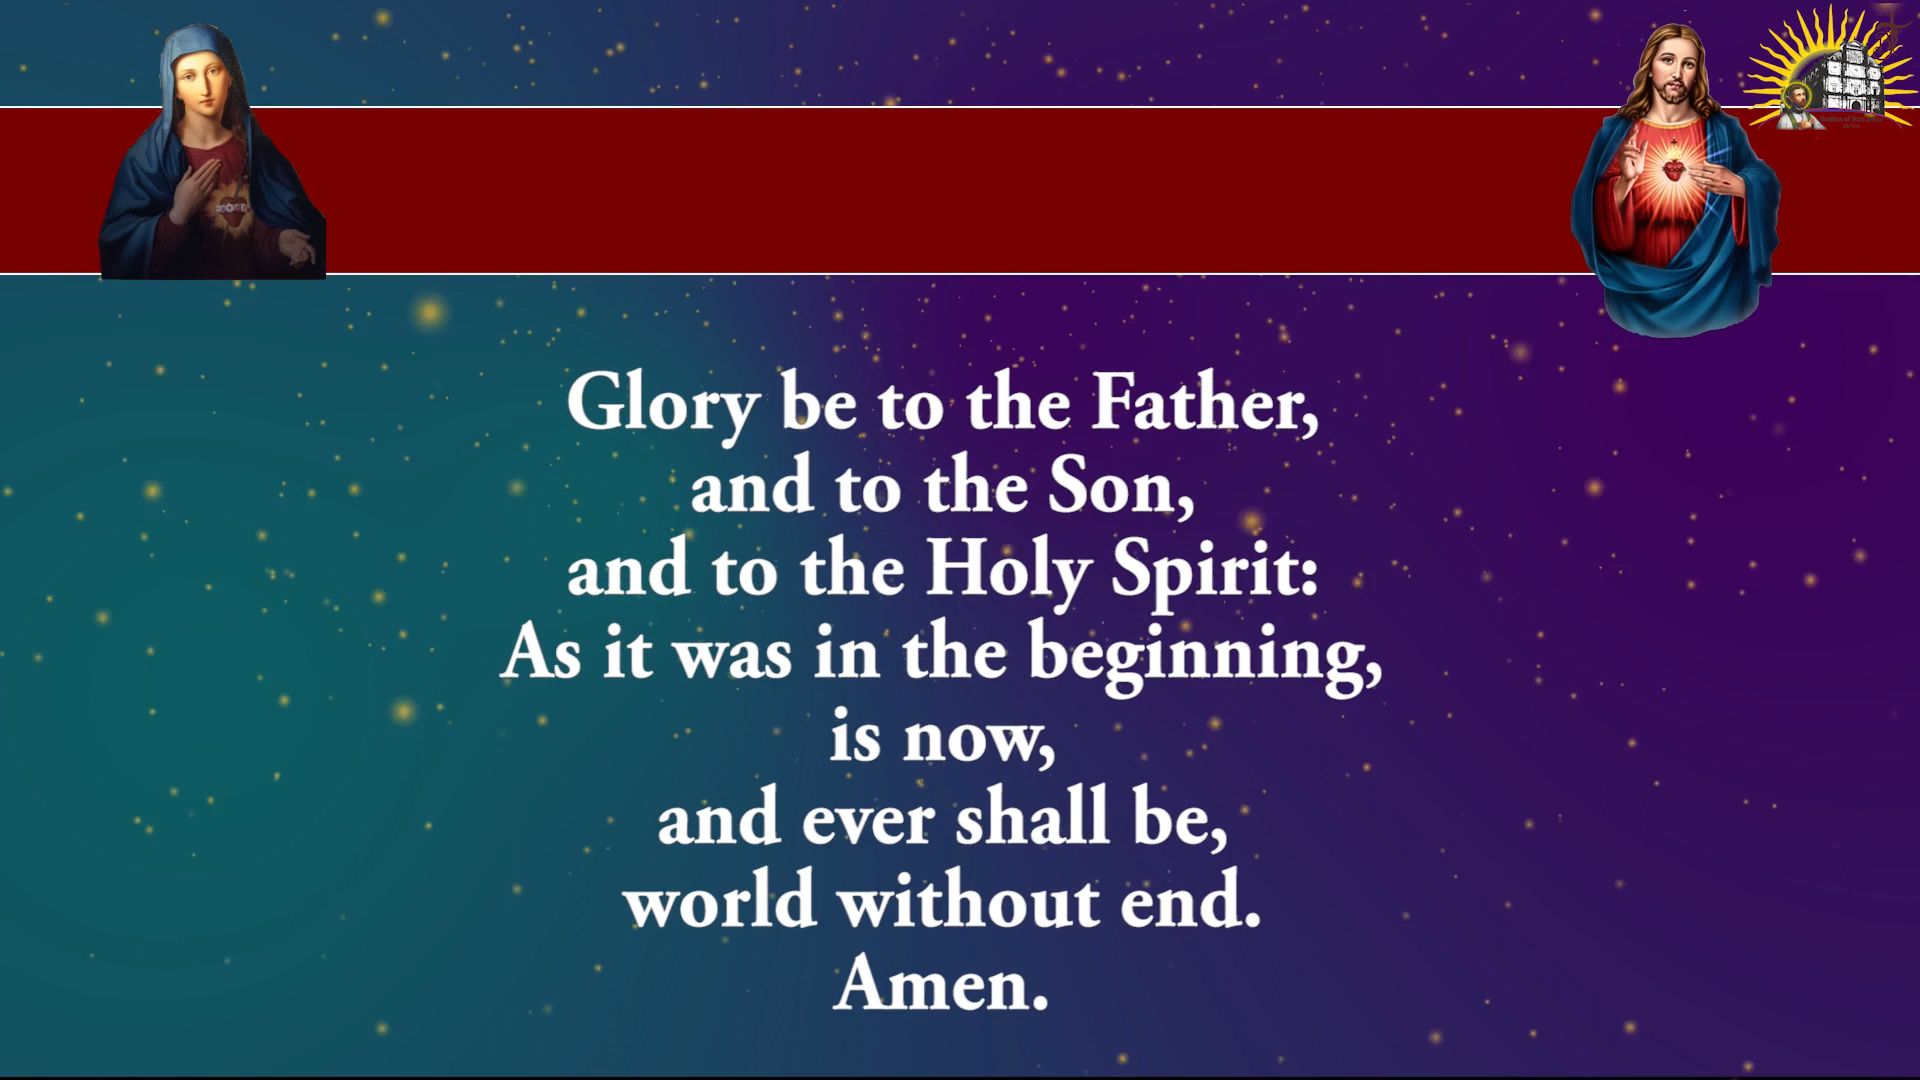 Glory be to the Father,
and to the Son,
and to the Holy Spirit:
As it was in the beginning,
is now,
and ever shall be,
world without end.
Amen.